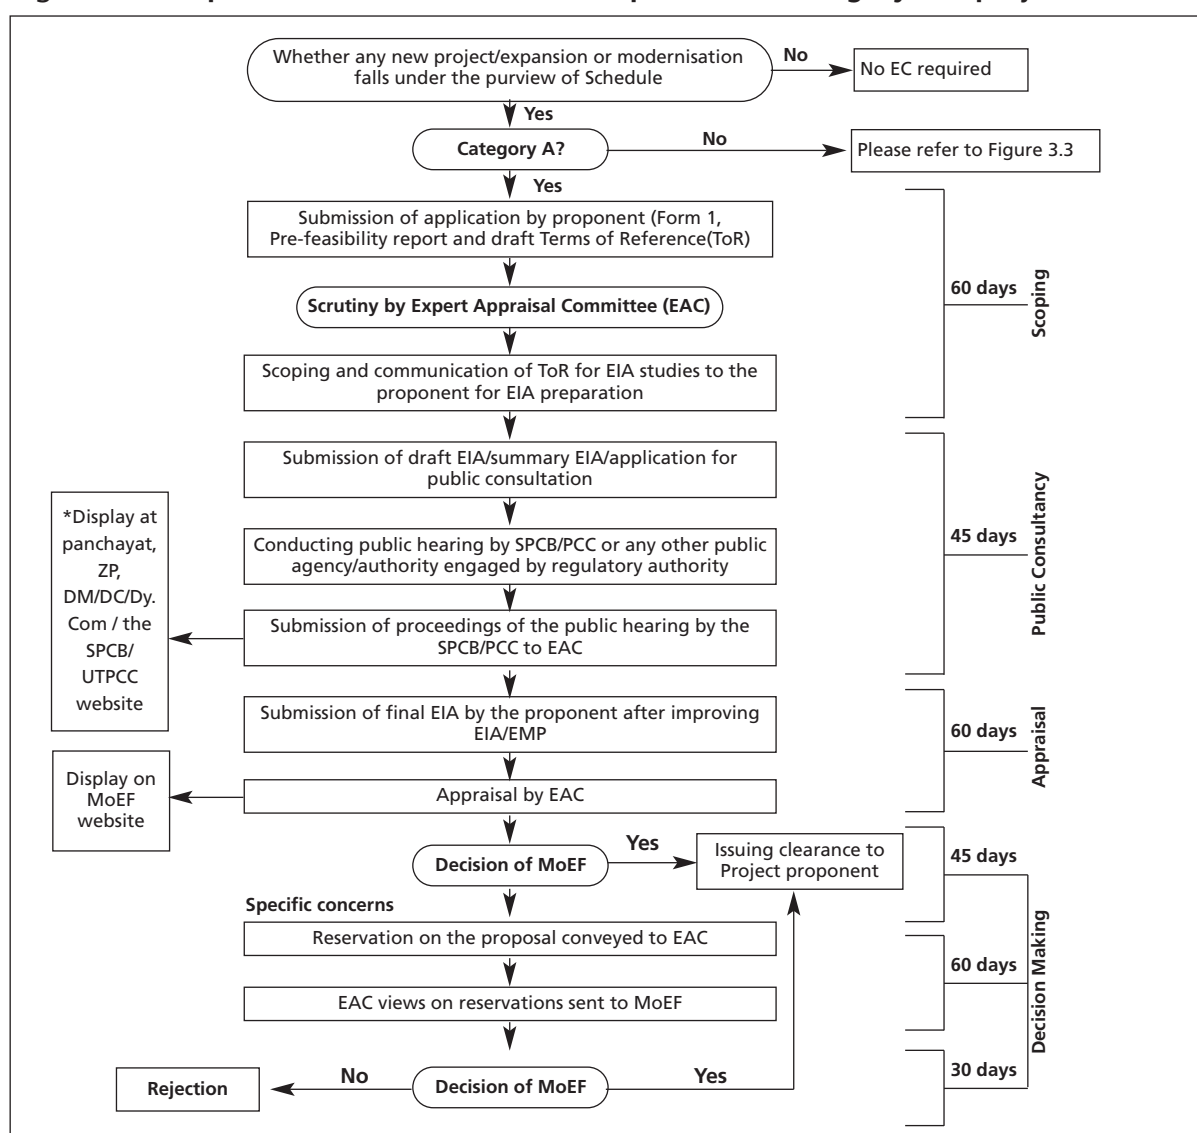 Whether any new project/expansion or modernisation
falls under the purview of Schedule
No
No EC required
Yes
Category A?
No
Please refer to Figure 3.3
Yes
Submission of application by proponent (Form 1,
Pre-feasibility report and draft Terms of Reference(ToR)
Scrutiny by Expert Appraisal Committee (EAC)
Scoping and communication of ToR for EIA studies to the
proponent for EIA preparation
60 days
Scoping
Submission of draft EIA/summary EIA/application for
public consultation
Conducting public hearing by SPCB/PCC or any other public
agency/authority engaged by regulatory authority
Submission of proceedings of the public hearing by the
SPCB/PCC to EAC
45 days
Public Consultancy
*Display at
panchayat,
ZP,
DM/DC/Dy.
Com / the
SPCB/
UTPCC
website
Submission of final EIA by the proponent after improving
EIA/EMP
Appraisal by EAC
60 days
Appraisal
Display on
MoEF
website
Decision of MoEF
Yes
Issuing clearance to
Project proponent
45 days
Specific concerns
Reservation on the proposal conveyed to EAC
EAC views on reservations sent to MoEF
60 days
Decision Making
Decision of MoEF
No
Rejection
Yes
30 days